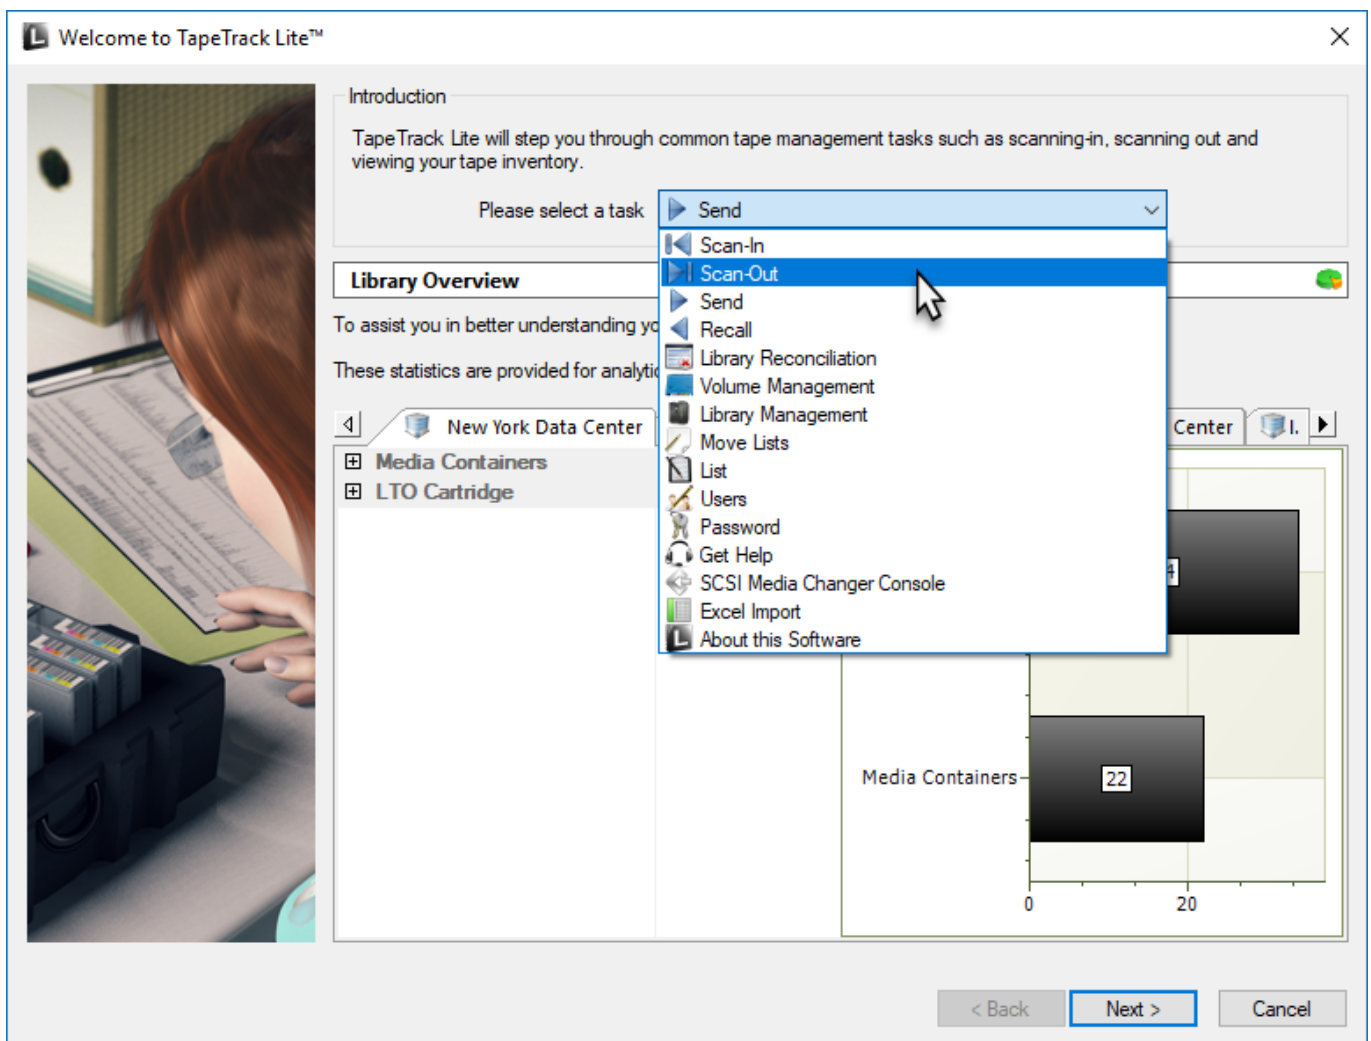 Welcome to TapeTrack Lite™
Introduction
TapeTrack Lite will step you through common tape management tasks such as scanning-in, scanning out and
viewing your tape inventory.
Please select a task
Send
Scan-In
Scan-Out
Send
Recall
Library Reconciliation
Volume Management
Library Management
Move Lists
List
Users
Password
Get Help
SCSI Media Changer Console
Excel Import
About this Software
Library Overview
To assist you in better understanding
These statistics are provided for
New York Data Center
Center
Media Containers
LTO Cartridge
4
Media Containers
22
0
20
< Back
Next >
Cancel